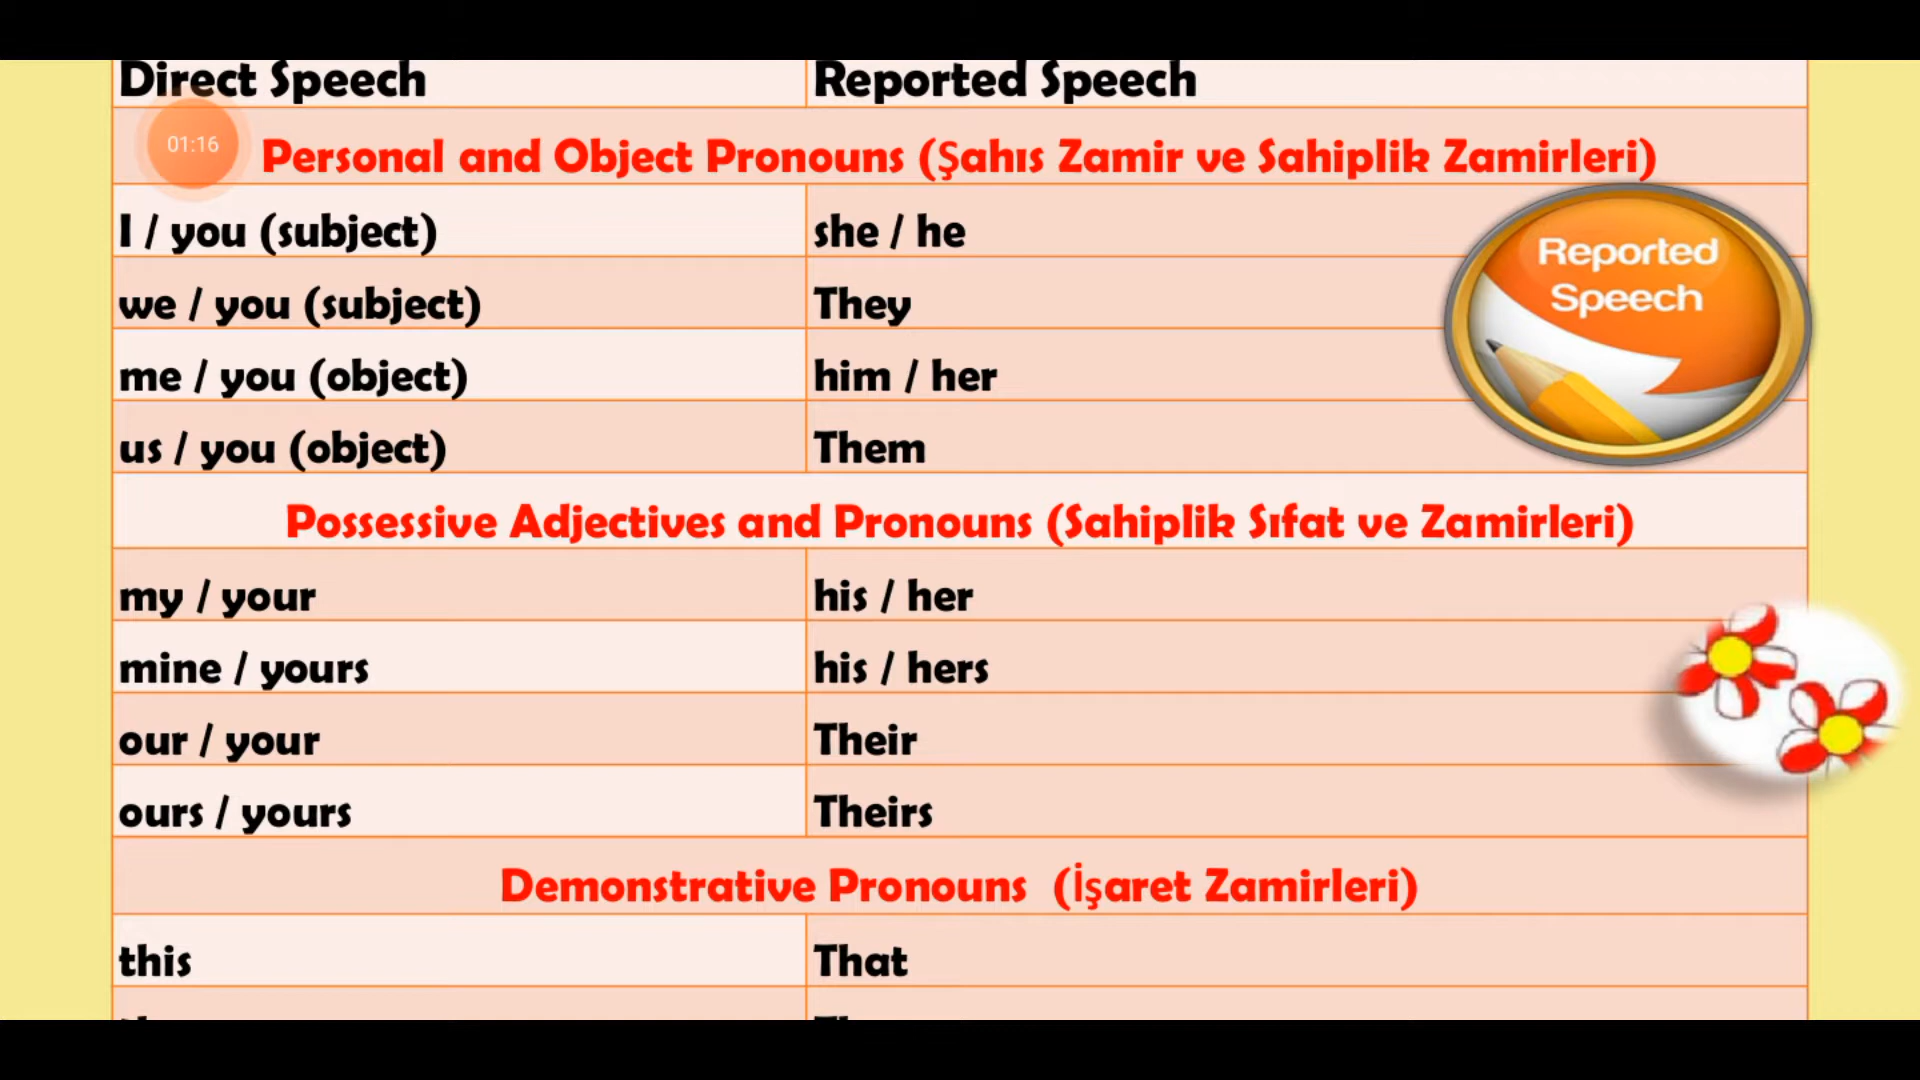 Direct Speech
Reported Speech
01:16
Personal and Object Pronouns (Şahıs Zamir ve Sahiplik Zamirleri)
I / you (subject)
she / he
we / you (subject)
They
me / you (object)
him / her
us / you (object)
Them
Reported
Speech
Possessive Adjectives and Pronouns (Sahiplik Sıfat ve Zamirleri)
my / your
his / her
mine / yours
his / hers
our / your
Their
ours / yours
Theirs
Demonstrative Pronouns (İşaret Zamirleri)
this
That